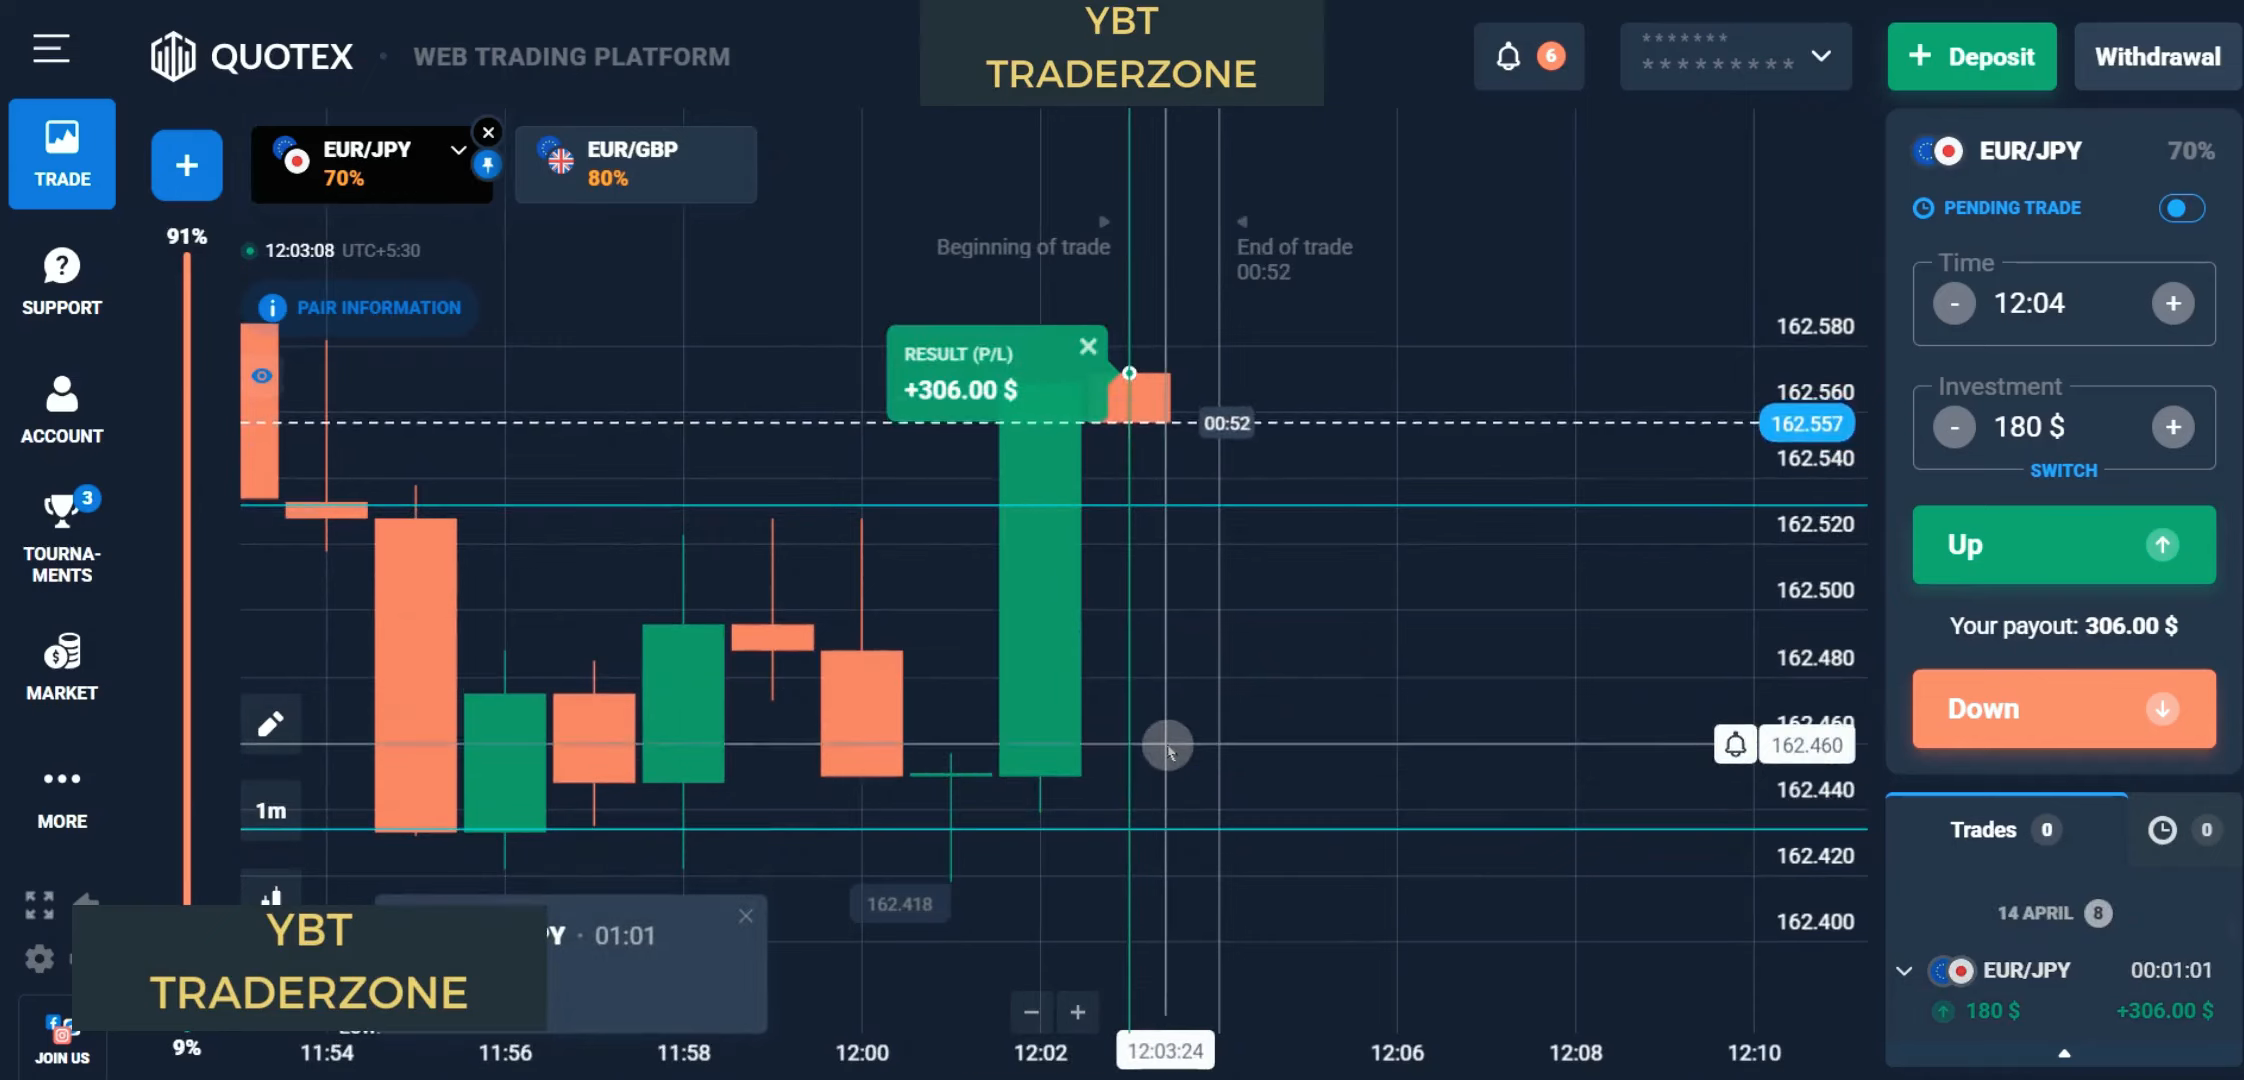 YBT
TRADERZONE
QUOTEX
WEB TRADING PLATFORM
6
*******
*********
+ Deposit
Withdrawal
TRADE
+
EUR/JPY
70%
EUR/GBP
80%
EUR/JPY
70%
PENDING TRADE
91%
12:03:08 UTC+5:30
Beginning of trade
End of trade
00:52
SUPPORT
PAIR INFORMATION
Time
- 12:04 +
162.580
RESULT (P/L)
+306.00 $
162.560
Investment
- 180 $ +
SWITCH
ACCOUNT
00:52
162.557
162.540
3
TOURNA-
MENTS
162.520
Up
162.500
Your payout: 306.00 $
MARKET
162.480
Down
162.460
162.460
1m
MORE
162.440
Trades 0
0
162.420
162.418
162.400
14 APRIL 8
YBT
TRADERZONE
PY · 01:01
EUR/JPY 00:01:01
180 $ +306.00 $
JOIN US
9%
- +
11:54
11:56
11:58
12:00
12:02
12:03:24
12:06
12:08
12:10